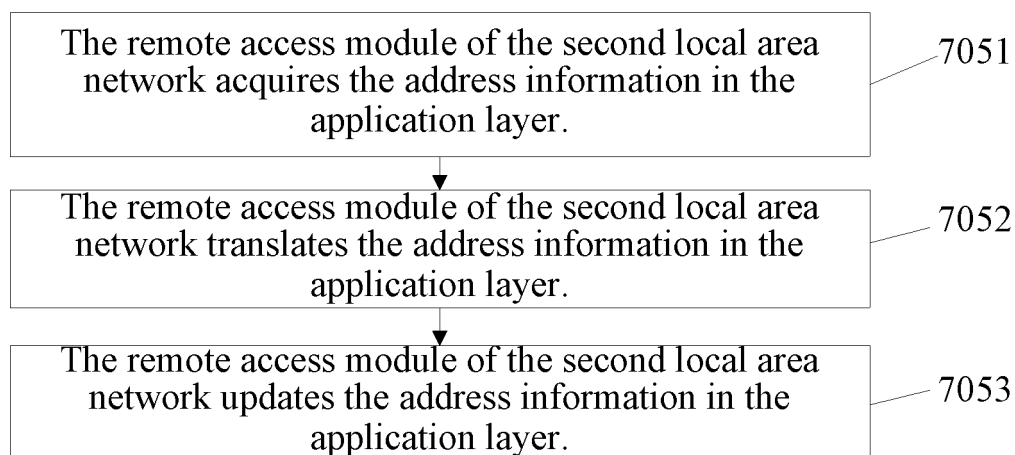 The remote access module of the second local area
network acquires the address information in the
application layer.
7051
The remote access module of the second local area
network translates the address information in the
application layer.
7052
The remote access module of the second local area
network updates the address information in the
application layer.
7053